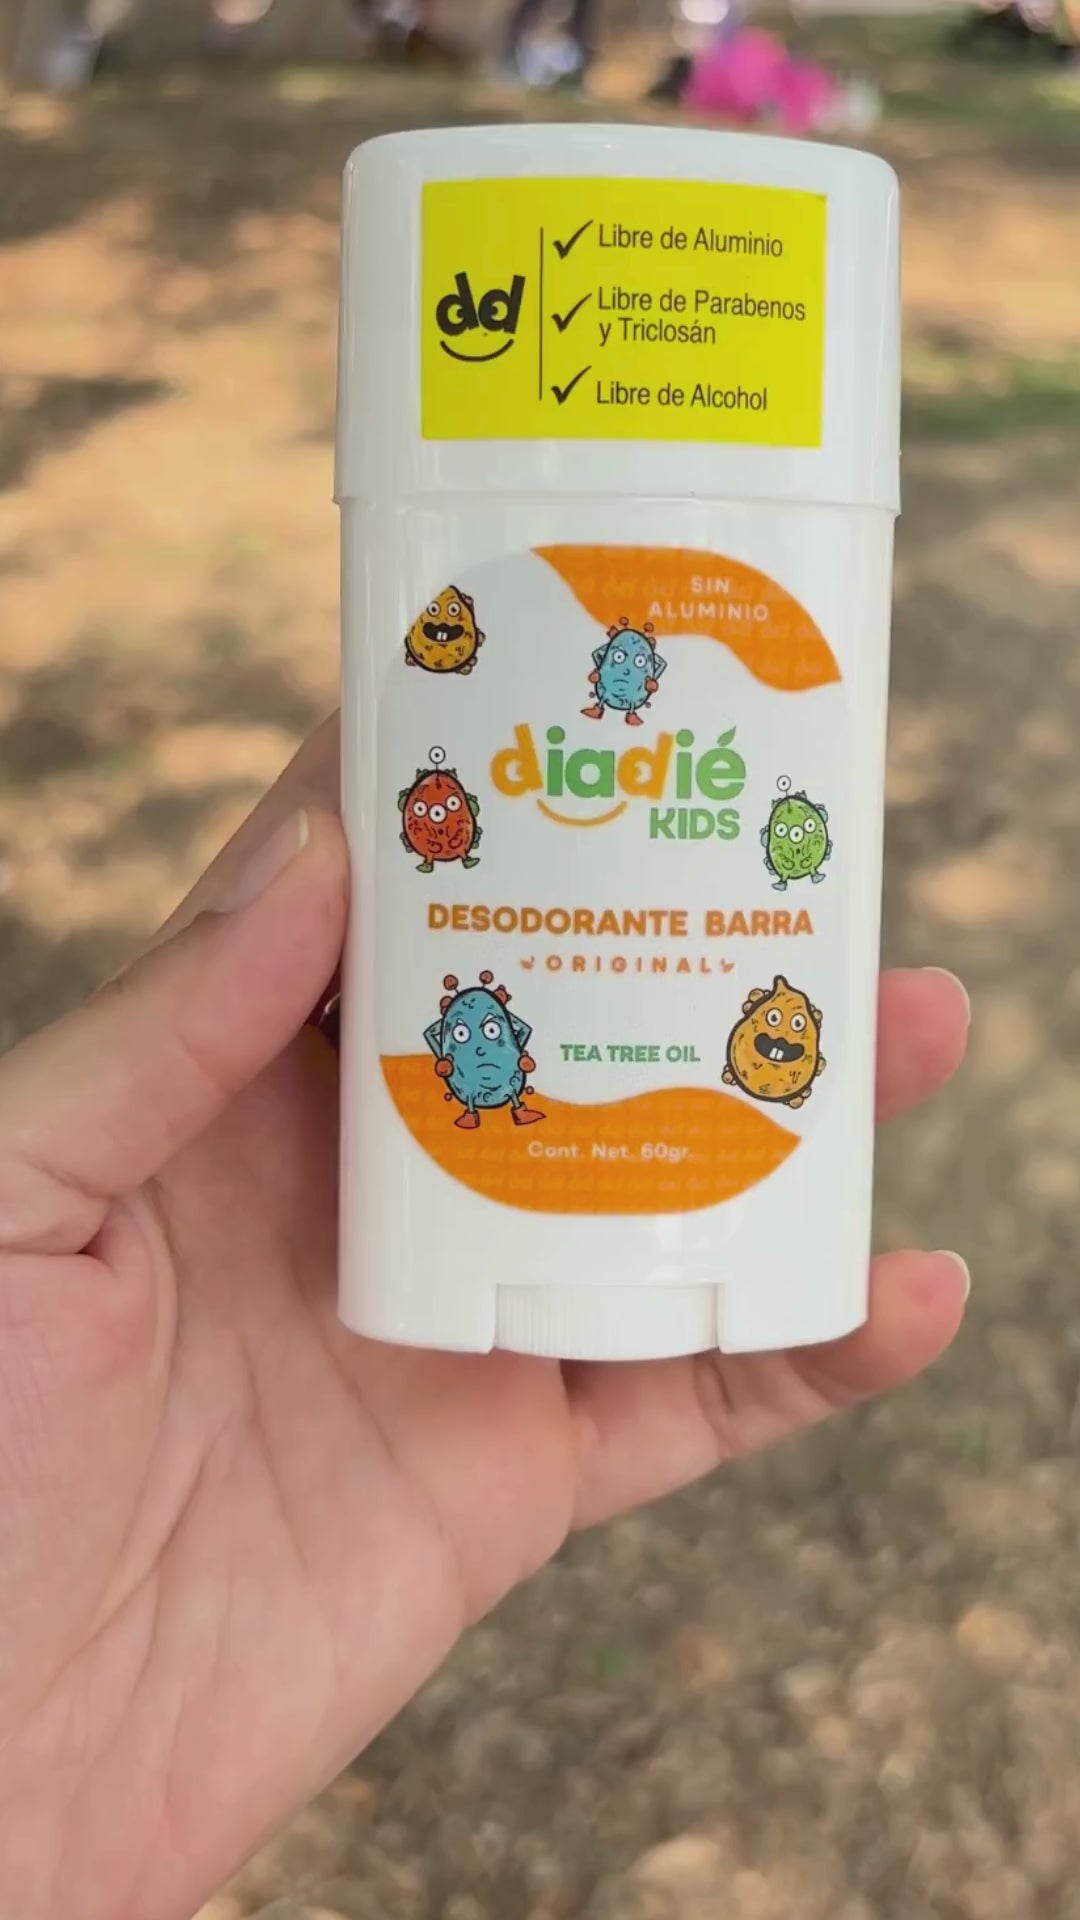 dd
Libre de Aluminio
Libre de Parabenos
y Triclosán
Libre de Alcohol
SIN
ALUMINIO
diadié
KIDS
DESODORANTE BARRA
ORIGINAL
TEA TREE OIL
Cont. Net. 60gr.